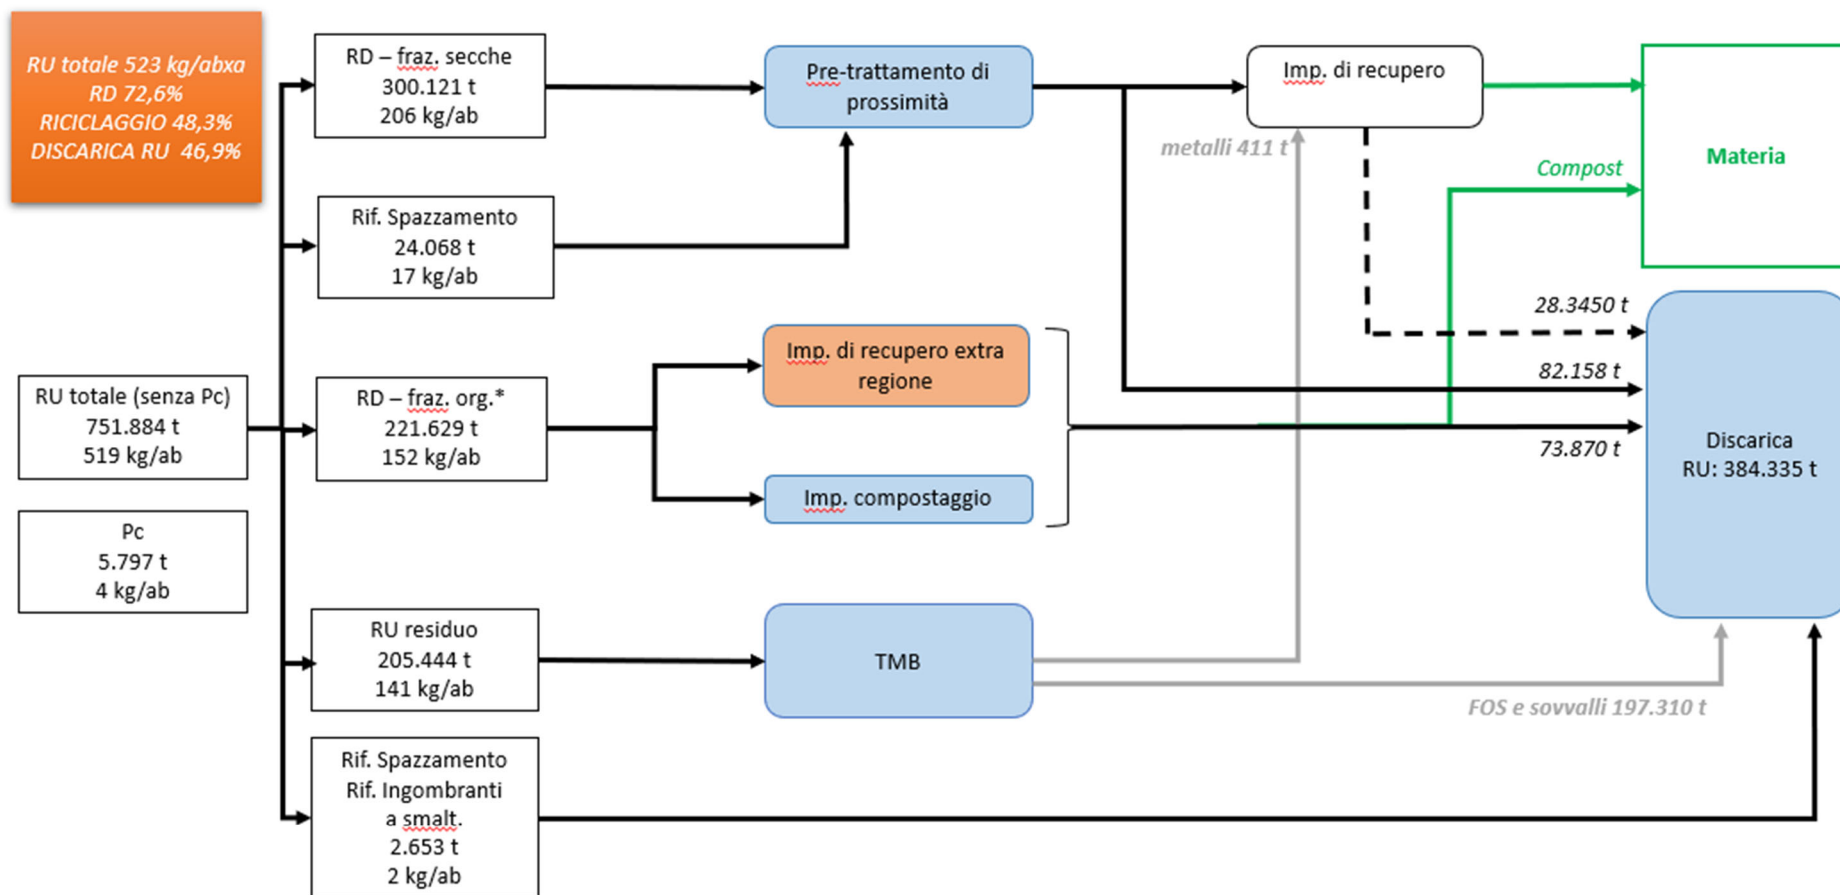 RU totale 523 kg/abxa
RD 72,6%
RICICLAGGIO 48,3%
DISCARICA RU 46,9%
RD – fraz. secche
300.121 t
206 kg/ab
Pre-trattamento di
prossimità
Imp. di recupero
metalli 411 t
Compost
Materia
Rif. Spazzamento
24.068 t
17 kg/ab
RU totale (senza Pc)
751.884 t
519 kg/ab
Pc
5.797 t
4 kg/ab
RD – fraz. org.*
221.629 t
152 kg/ab
Imp. di recupero extra
regione
Imp. compostaggio
28.3450 t
82.158 t
73.870 t
Discarica
RU: 384.335 t
RU residuo
205.444 t
141 kg/ab
TMB
FOS e sovvalli 197.310 t
Rif. Spazzamento
Rif. Ingombranti
a smalt.
2.653 t
2 kg/ab